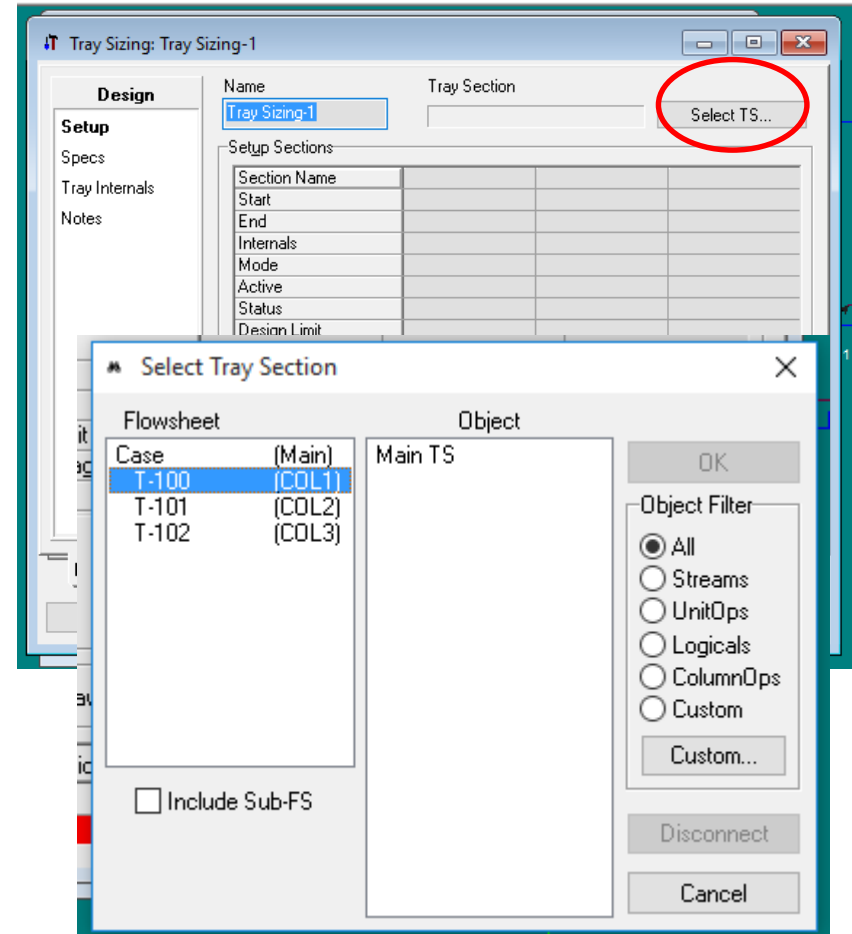 Tray Sizing: Tray Sizing-1
Design
Setup
Specs
Tray Internals
Notes
Name
Tray Section
Tray Sizing-1
Select TS...
Setup Sections
Section Name
Start
End
Internals
Mode
Active
Status
Design Limit
1
it
Select Tray Section
Flowsheet
Object
Case (Main)
T-100 (COL1)
T-101 (COL2)
T-102 (COL3)
Main TS
OK
Object Filter
All
Streams
UnitOps
Logicals
ColumnOps
Custom
Custom...
Include Sub-FS
Disconnect
Cancel